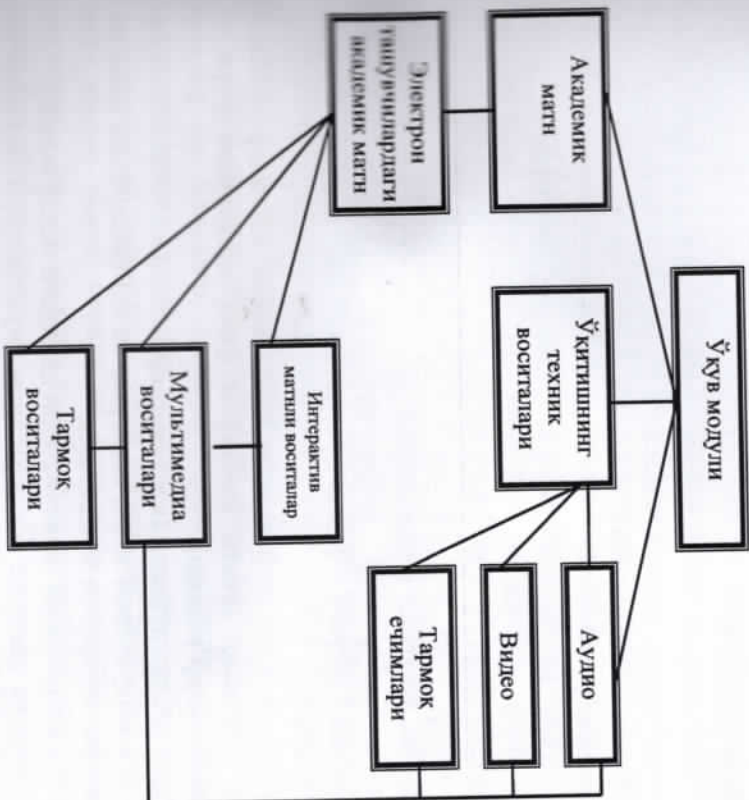 Ўқув модули
Академик
матн
Ўқитишнинг
техник
воситалари
Аудио
Видео
Тармоқ
ечимлари
Электрон
ташувчилардаги
академик матн
Интерактив
матнли воситалар
Мультимедиа
воситалари
Тармоқ
воситалари